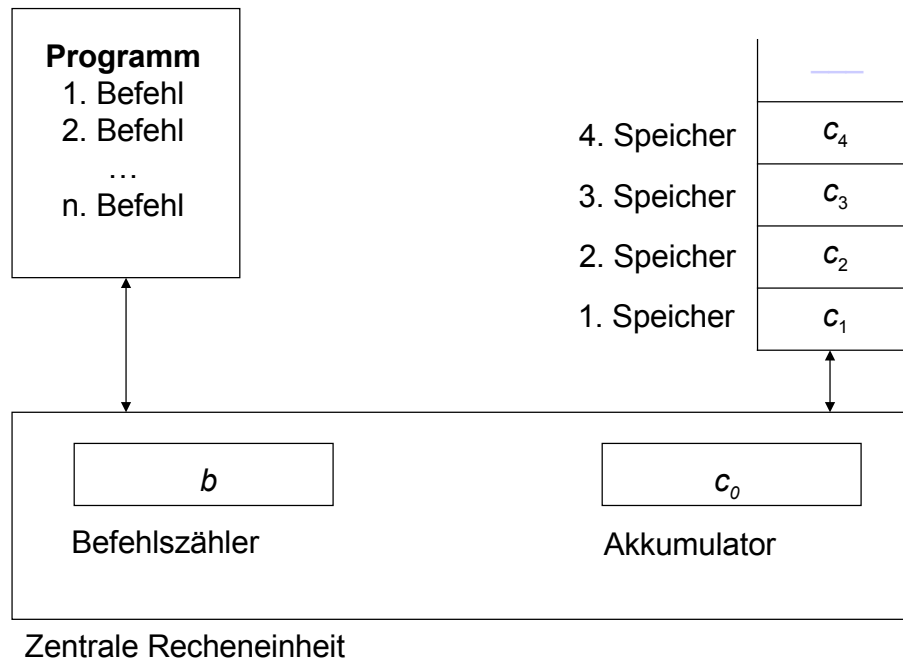 Programm
1. Befehl
2. Befehl
…
n. Befehl
4. Speicher c₄
3. Speicher c₃
2. Speicher c₂
1. Speicher c₁
b c₀
Befehlszähler Akkumulator
Zentrale Recheneinheit